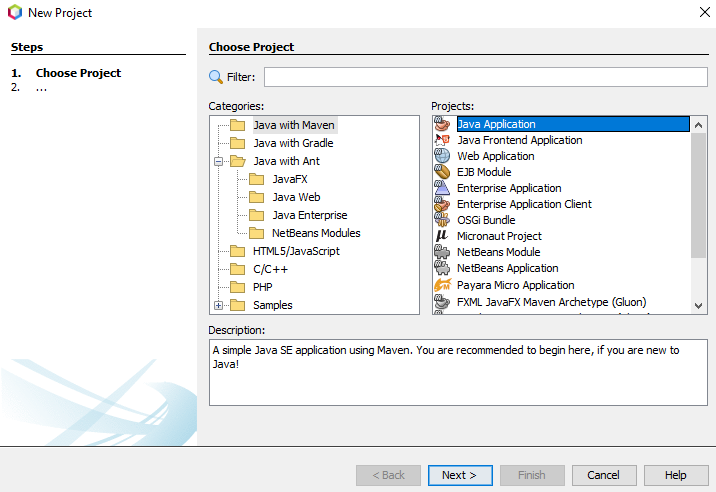 New Project
Steps
1. Choose Project
2. ...
Choose Project
Filter:
Categories:
Java with Maven
Java with Gradle
Java with Ant
JavaFX
Java Web
Java Enterprise
NetBeans Modules
HTML5/JavaScript
C/C++
PHP
Samples
Projects:
Java Application
Java Frontend Application
Web Application
EJB Module
Enterprise Application
Enterprise Application Client
OSGi Bundle
Micronaut Project
NetBeans Module
NetBeans Application
Payara Micro Application
FXML JavaFX Maven Archetype (Gluon)
Description:
A simple Java SE application using Maven. You are recommended to begin here, if you are new to
Java!
< Back
Next >
Finish
Cancel
Help